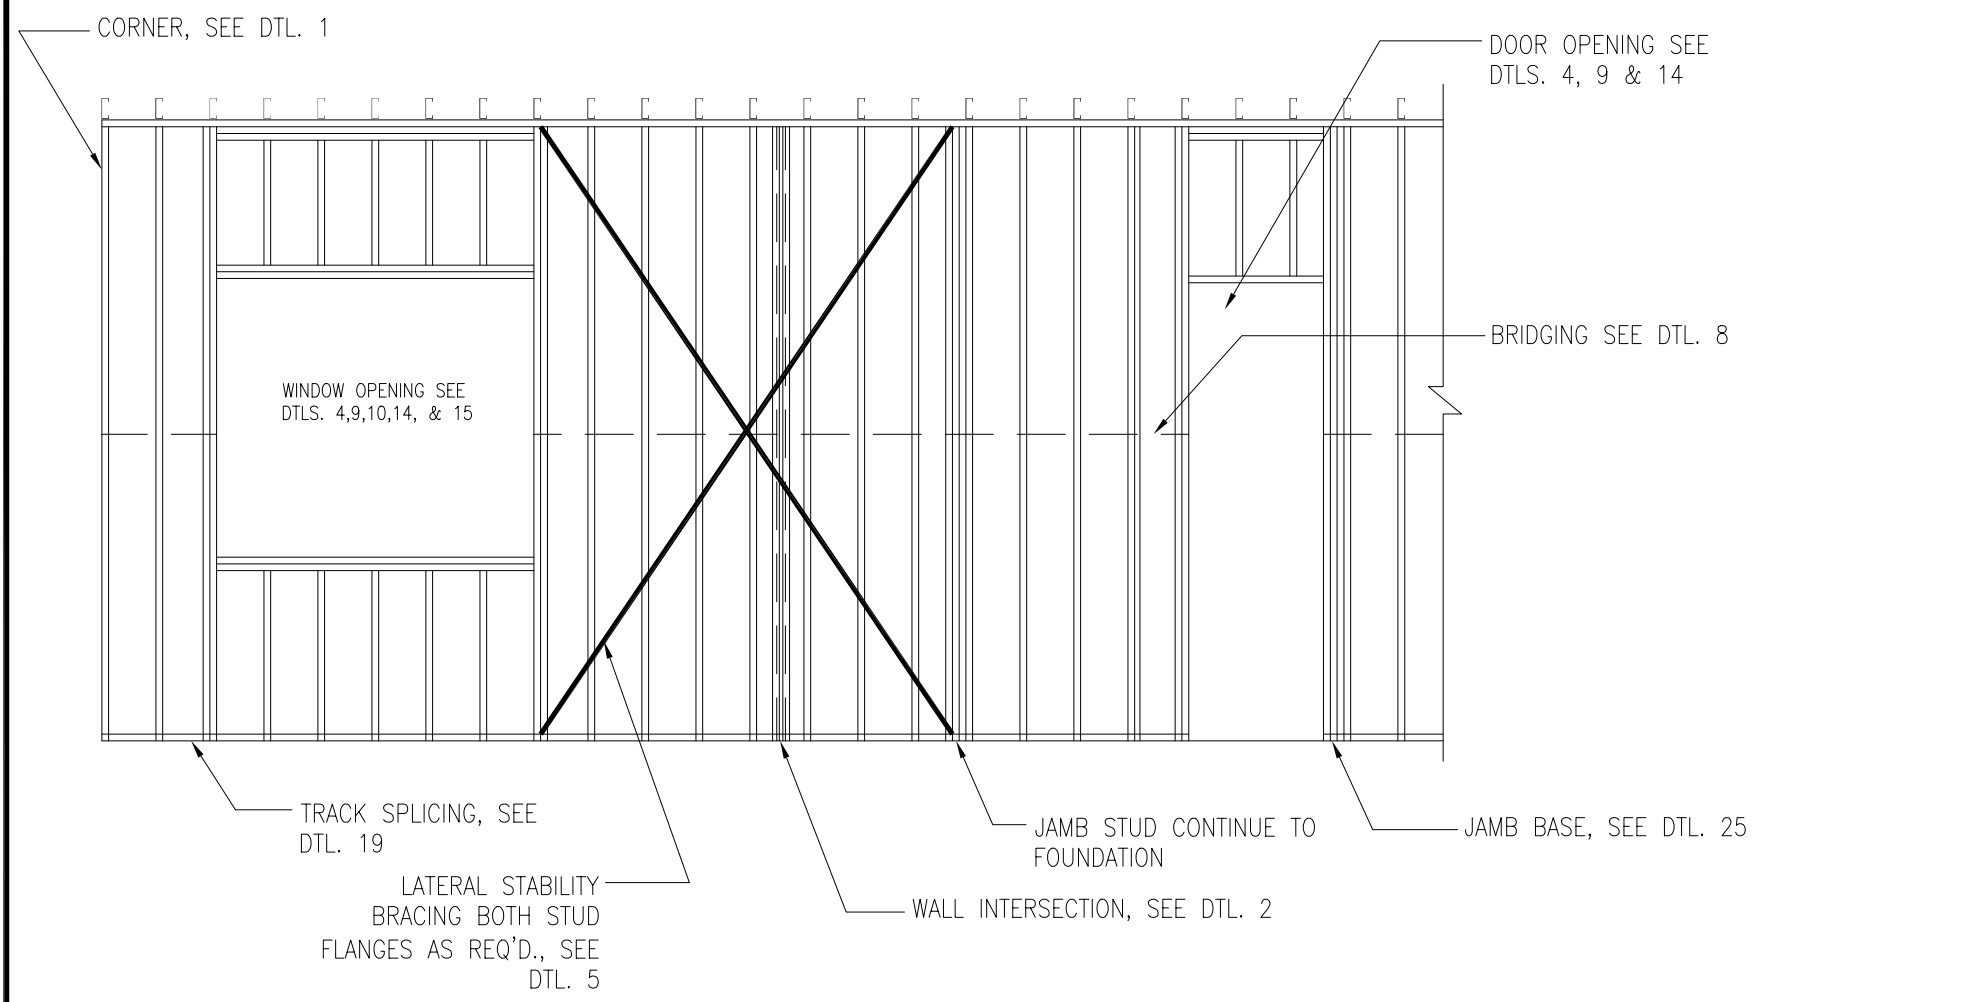 CORNER, SEE DTL. 1
DOOR OPENING SEE
DTLS. 4, 9 & 14
BRIDGING SEE DTL. 8
WINDOW OPENING SEE
DTLS. 4,9,10,14, & 15
TRACK SPLICING, SEE
DTL. 19
LATERAL STABILITY
BRACING BOTH STUD
FLANGES AS REQ'D., SEE
DTL. 5
WALL INTERSECTION, SEE DTL. 2
JAMB STUD CONTINUE TO
FOUNDATION
JAMB BASE, SEE DTL. 25